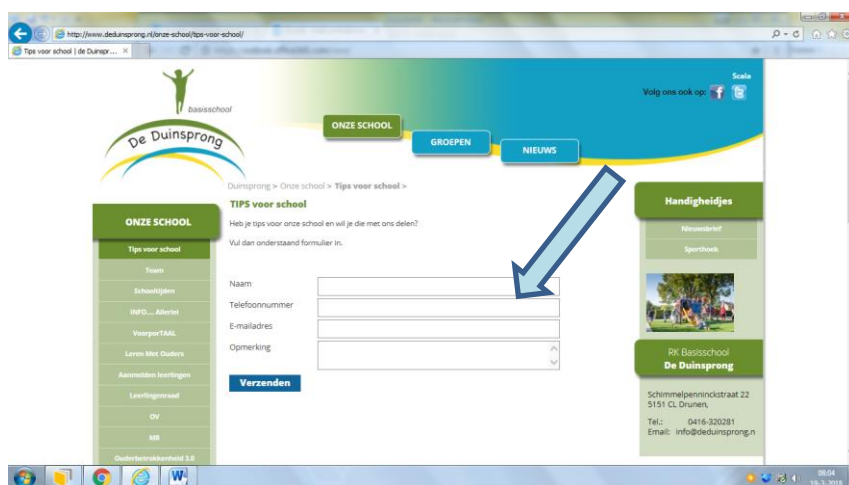 http://www.deduinsprong.nl/onze-school/tips-voor-school/
Tips voor school | de Duinspr...
basisschool
De Duinsprong
Scala
Volg ons ook op:
ONZE SCHOOL
GROEPEN
NIEUWS
Duinsprong > Onze school > Tips voor school >
TIPS voor school
Heb je tips voor onze school en wil je die met ons delen?
Vul dan onderstaand formulier in.
Naam
Telefoonnummer
E-mailadres
Opmerking
Verzenden
ONZE SCHOOL
Tips voor school
Team
Schooltijden
INFO.... Allerlei
VoorporTAAL
Leren Met Ouders
Aanmelden leerlingen
Leerlingenraad
OV
MR
Ouderbetrokkenheid 3.0
Handigheidjes
Nieuwsbrief
Sporthoek
RK Basisschool
De Duinsprong
Schimmelpenninckstraat 22
5151 CL Drunen,
Tel.: 0416-320281
Email: info@deduinsprong.n
08:04
19-3-2018